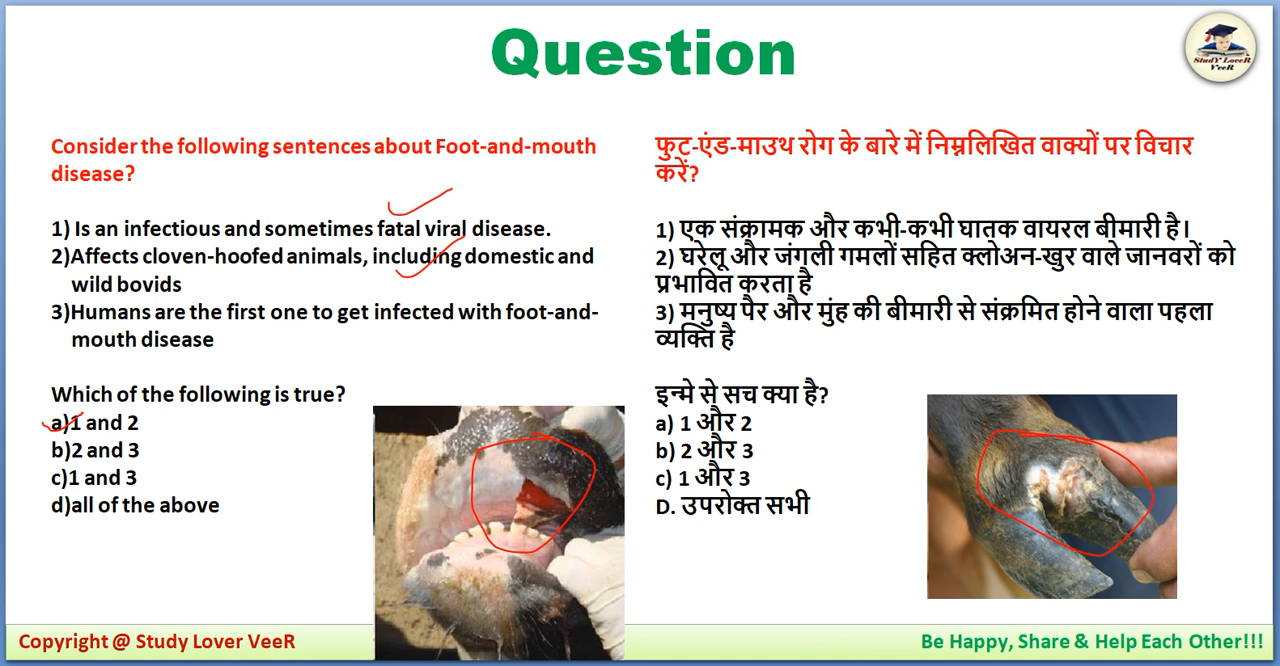 Question
StudY LoveR
VeeR
Consider the following sentences about Foot-and-mouth
disease?
1) Is an infectious and sometimes fatal viral disease.
2)Affects cloven-hoofed animals, including domestic and
wild bovids
3)Humans are the first one to get infected with foot-and-
mouth disease
Which of the following is true?
a)1 and 2
b)2 and 3
c)1 and 3
d)all of the above
फुट-एंड-माउथ रोग के बारे में निम्नलिखित वाक्यों पर विचार
करें?
1) एक संक्रामक और कभी-कभी घातक वायरल बीमारी है।
2) घरेलू और जंगली गमलों सहित क्लोअन-खुर वाले जानवरों को
प्रभावित करता है
3) मनुष्य पैर और मुंह की बीमारी से संक्रमित होने वाला पहला
व्यक्ति है
इन्मे से सच क्या है?
a) 1 और 2
b) 2 और 3
c) 1 और 3
D. उपरोक्त सभी
Copyright @ Study Lover VeeR
Be Happy, Share & Help Each Other!!!